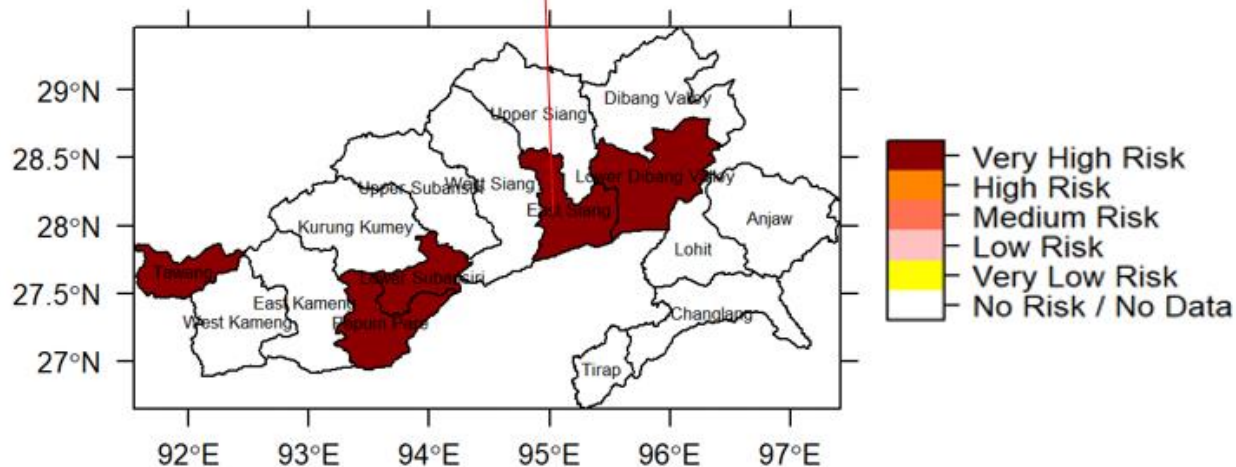 29°N
28.5°N
28°N
27.5°N
27°N
Dibang Valley
Upper Siang
Lower Dibang Valley
West Siang
Upper Subansiri
East Siang
Anjaw
Kurung Kumey
Lohit
Tawang
Lower Subansiri
East Kameng
West Kameng
Papum Pare
Changlang
Tirap
92°E
93°E
94°E
95°E
96°E
97°E
Very High Risk
High Risk
Medium Risk
Low Risk
Very Low Risk
No Risk / No Data